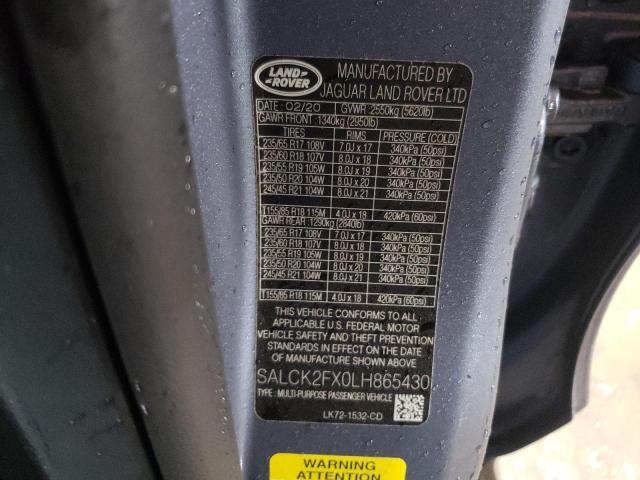 LAND-
ROVER
MANUFACTURED BY
JAGUAR LAND ROVER LTD
DATE: 02/20 GVWR: 2550kg (5620lb)
GAWR FRONT: 1340kg (2950lb)
TIRES RIMS PRESSURE (COLD)
235/65 R17 108V 7.0J x 17 340kPa (50psi)
235/60 R18 107V 8.0J x 18 340kPa (50psi)
235/55 R19 105W 8.0J x 19 340kPa (50psi)
235/50 R20 104W 8.0J x 20 340kPa (50psi)
245/45 R21 104W 8.0J x 21 340kPa (50psi)
T155/85 R18 115M 4.0J x 18 420kPa (60psi)
GAWR REAR: 1290kg (2840lb)
235/65 R17 108V 7.0J x 17 340kPa (50psi)
235/60 R18 107V 8.0J x 18 340kPa (50psi)
235/55 R19 105W 8.0J x 19 340kPa (50psi)
235/50 R20 104W 8.0J x 20 340kPa (50psi)
245/45 R21 104W 8.0J x 21 340kPa (50psi)
T155/85 R18 115M 4.0J x 18 420kPa (60psi)
THIS VEHICLE CONFORMS TO ALL
APPLICABLE U.S. FEDERAL MOTOR
VEHICLE SAFETY AND THEFT PREVENTION
STANDARDS IN EFFECT ON THE DATE
OF MANUFACTURE SHOWN ABOVE
SALCK2FX0LH865430
TYPE: MULTI-PURPOSE PASSENGER VEHICLE
LK72-1532-CD
WARNING
ATTENTION